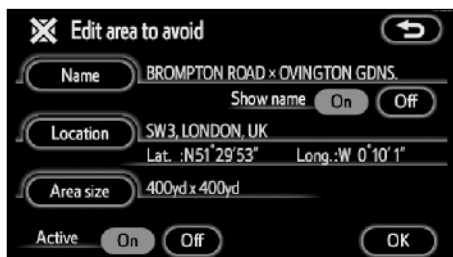 Edit area to avoid
Name BROMPTON ROAD × OVINGTON GDNS.
Show name On Off
Location SW3, LONDON, UK
Lat. :N51°29'53" Long.:W 0°10' 1"
Area size 400yd x 400yd
Active On Off OK